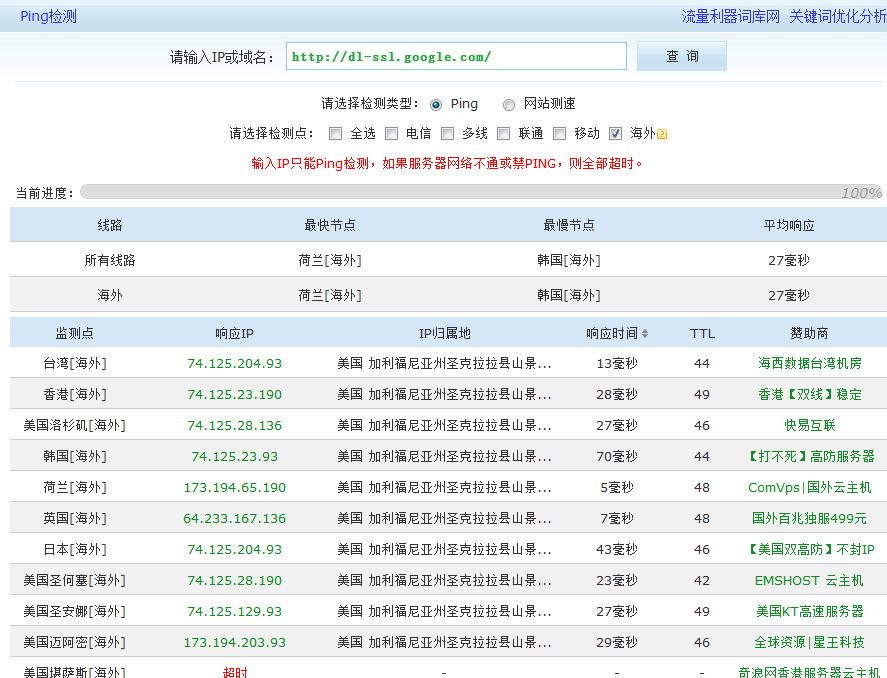 Ping检测 流量利器词库网 关键词优化分析
请输入IP或域名： http://dl-ssl.google.com/ 查 询
请选择检测类型： Ping 网站测速
请选择检测点： 全选 电信 多线 联通 移动 海外 ?
输入IP只能Ping检测，如果服务器网络不通或禁PING，则全部超时。
当前进度： 100%
线路 最快节点 最慢节点 平均响应
所有线路 荷兰[海外] 韩国[海外] 27毫秒
海外 荷兰[海外] 韩国[海外] 27毫秒
监测点 响应IP IP归属地 响应时间 TTL 赞助商
台湾[海外] 74.125.204.93 美国 加利福尼亚州圣克拉拉县山景... 13毫秒 44 海西数据台湾机房
香港[海外] 74.125.23.190 美国 加利福尼亚州圣克拉拉县山景... 28毫秒 49 香港【双线】稳定
美国洛杉矶[海外] 74.125.28.136 美国 加利福尼亚州圣克拉拉县山景... 27毫秒 46 快易互联
韩国[海外] 74.125.23.93 美国 加利福尼亚州圣克拉拉县山景... 70毫秒 44 【打不死】高防服务器
荷兰[海外] 173.194.65.190 美国 加利福尼亚州圣克拉拉县山景... 5毫秒 48 ComVps|国外云主机
英国[海外] 64.233.167.136 美国 加利福尼亚州圣克拉拉县山景... 7毫秒 48 国外百兆独服499元
日本[海外] 74.125.204.93 美国 加利福尼亚州圣克拉拉县山景... 43毫秒 46 【美国双高防】不封IP
美国圣何塞[海外] 74.125.28.190 美国 加利福尼亚州圣克拉拉县山景... 23毫秒 42 EMSHOST 云主机
美国圣安娜[海外] 74.125.129.93 美国 加利福尼亚州圣克拉拉县山景... 27毫秒 49 美国KT高速服务器
美国迈阿密[海外] 173.194.203.93 美国 加利福尼亚州圣克拉拉县山景... 29毫秒 46 全球资源|星王科技
美国堪萨斯[海外] 超时 - - - 奇浪网香港服务器云主机